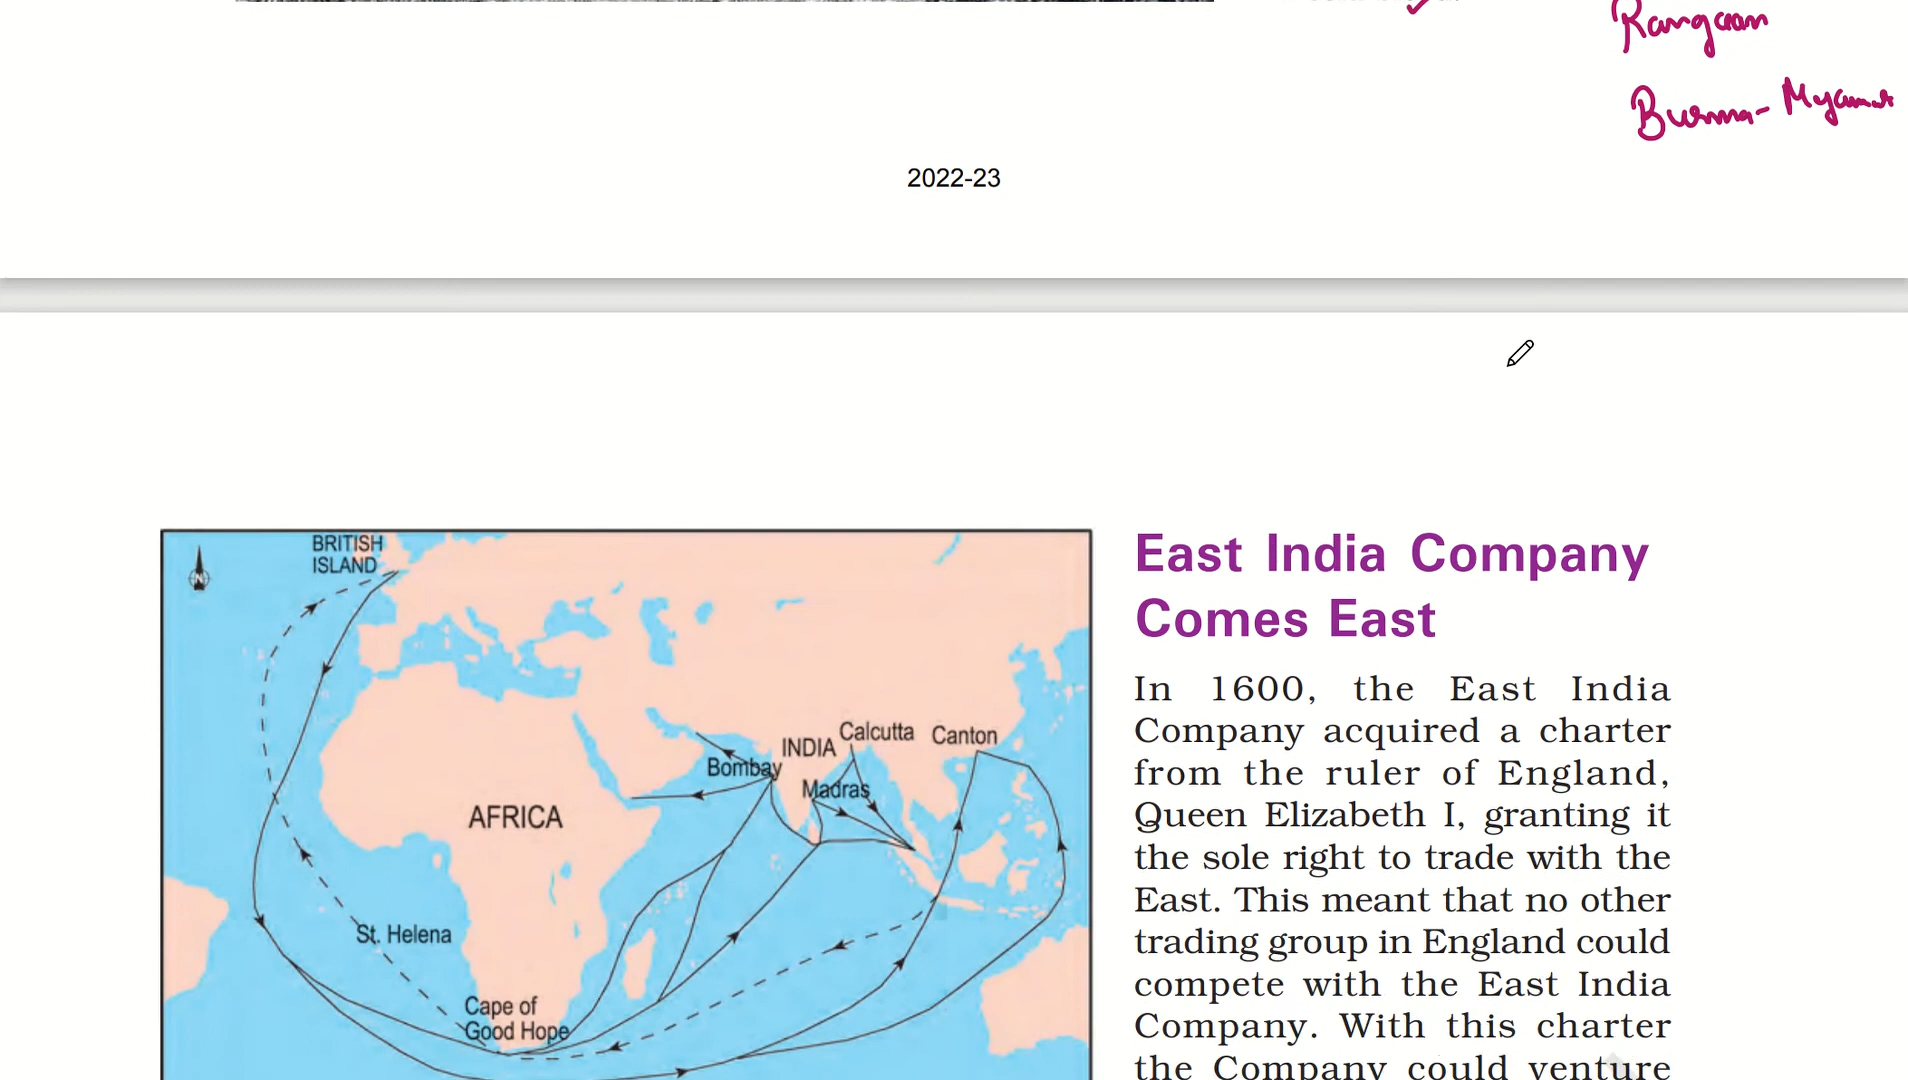 Rangoon
Burma- Myanma
2022-23
BRITISH
ISLAND
INDIA
Calcutta
Canton
Bombay
Madras
AFRICA
St. Helena
Cape of
Good Hope
N
East India Company
Comes East
In 1600, the East India
Company acquired a charter
from the ruler of England,
Queen Elizabeth I, granting it
the sole right to trade with the
East. This meant that no other
trading group in England could
compete with the East India
Company. With this charter
the Company could venture